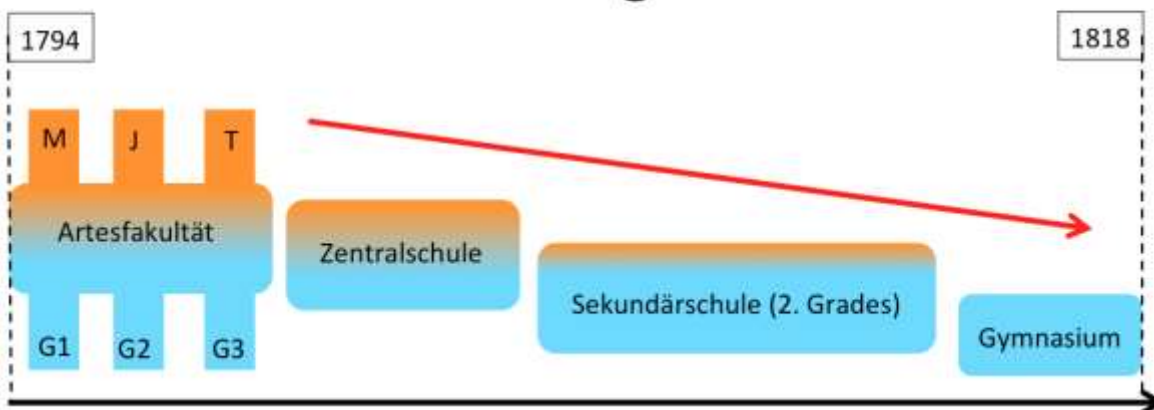 1794
1818
M
J
T
Artesfakultät
Zentralschule
Sekundärschule (2. Grades)
Gymnasium
G1
G2
G3